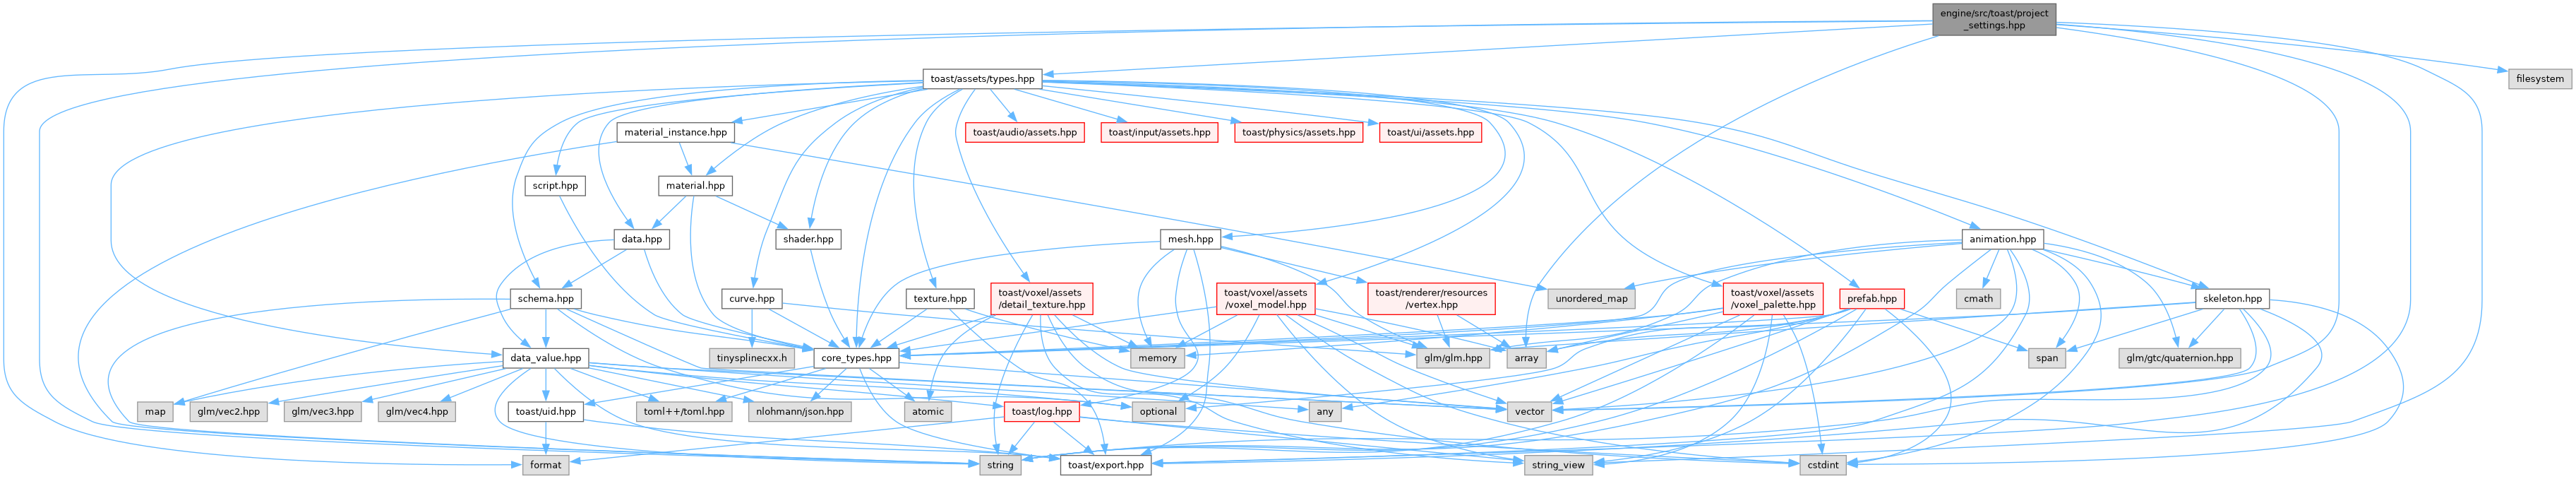 engine/src/toast/project
_settings.hpp
toast/assets/types.hpp
filesystem
material_instance.hpp
toast/audio/assets.hpp
toast/input/assets.hpp
toast/physics/assets.hpp
toast/ui/assets.hpp
script.hpp
material.hpp
data.hpp
shader.hpp
mesh.hpp
animation.hpp
schema.hpp
curve.hpp
texture.hpp
toast/voxel/assets
/detail_texture.hpp
toast/voxel/assets
/voxel_model.hpp
toast/renderer/resources
/vertex.hpp
unordered_map
toast/voxel/assets
/voxel_palette.hpp
prefab.hpp
cmath
skeleton.hpp
data_value.hpp
tinysplinecxx.h
core_types.hpp
memory
glm/glm.hpp
array
span
glm/gtc/quaternion.hpp
map
glm/vec2.hpp
glm/vec3.hpp
glm/vec4.hpp
toast/uid.hpp
toml++/toml.hpp
nlohmann/json.hpp
atomic
toast/log.hpp
optional
any
vector
format
string
toast/export.hpp
string_view
cstdint